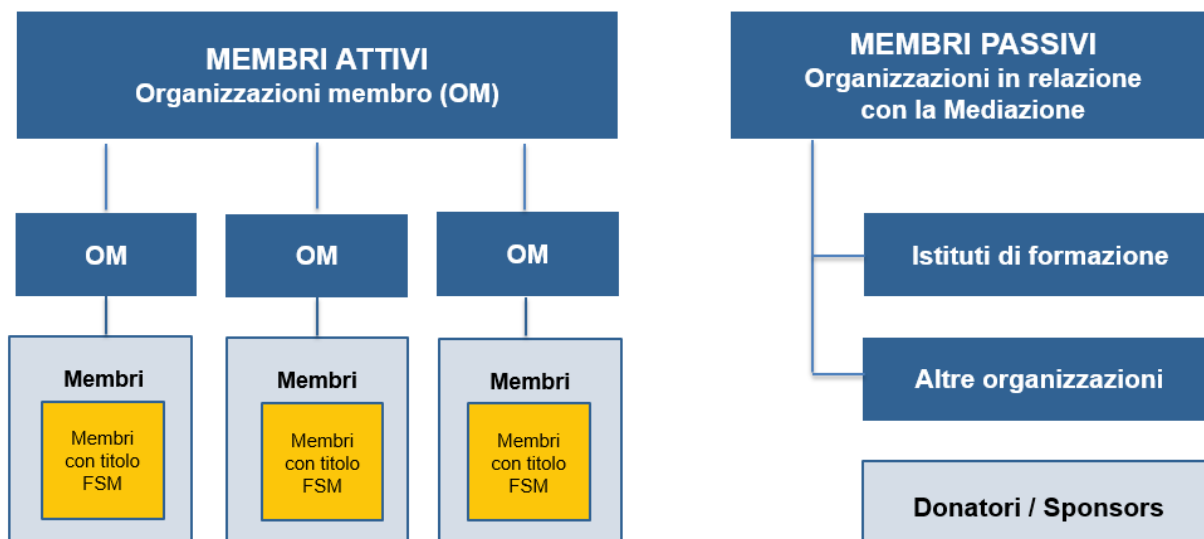 MEMBRI ATTIVI
Organizzazioni membro (OM)
OM
OM
OM
Membri
Membri
con titolo
FSM
Membri
Membri
con titolo
FSM
Membri
Membri
con titolo
FSM
MEMBRI PASSIVI
Organizzazioni in relazione
con la Mediazione
Istituti di formazione
Altre organizzazioni
Donatori / Sponsors